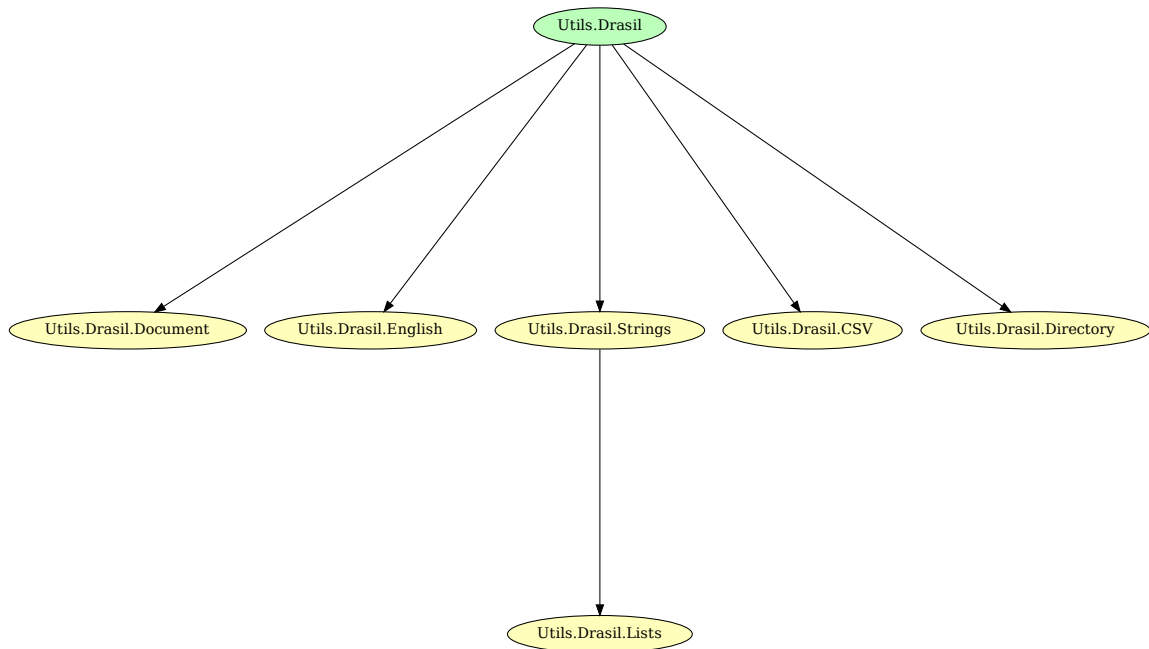 Utils.Drasil
Utils.Drasil.Document
Utils.Drasil.English
Utils.Drasil.Strings
Utils.Drasil.CSV
Utils.Drasil.Directory
Utils.Drasil.Lists